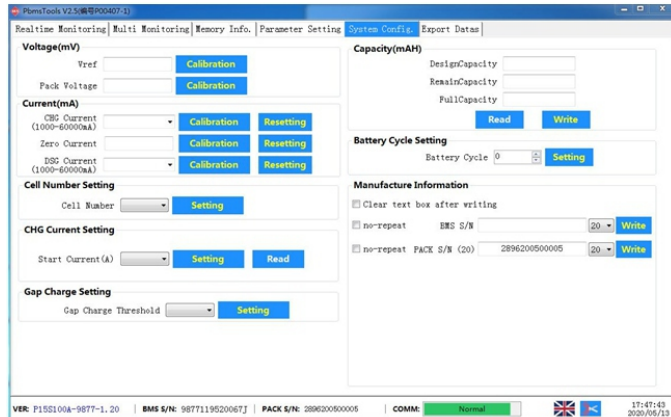 PbmsTools V2.5(编号P00407-1)
Realtime Monitoring Multi Monitoring Memory Info. Parameter Setting System Config. Export Datas
Voltage(mV)
Vref Calibration
Pack Voltage Calibration
Current(mA)
CHG Current (1000-60000mA) Calibration Resetting
Zero Current Calibration Resetting
DSG Current (1000-60000mA) Calibration Resetting
Cell Number Setting
Cell Number Setting
CHG Current Setting
Start Current(A) Setting Read
Gap Charge Setting
Gap Charge Threshold Setting
Capacity(mAH)
DesignCapacity
RemainCapacity
FullCapacity
Read Write
Battery Cycle Setting
Battery Cycle 0 Setting
Manufacture Information
Clear text box after writing
no-repeat BMS S/N 20 Write
no-repeat PACK S/N (20) 2896200500005 20 Write
VER: P15S100A-9877-1.20 BMS S/N: 9877119520067J PACK S/N: 2896200500005 COMM: Normal
17:47:43
2020/05/12